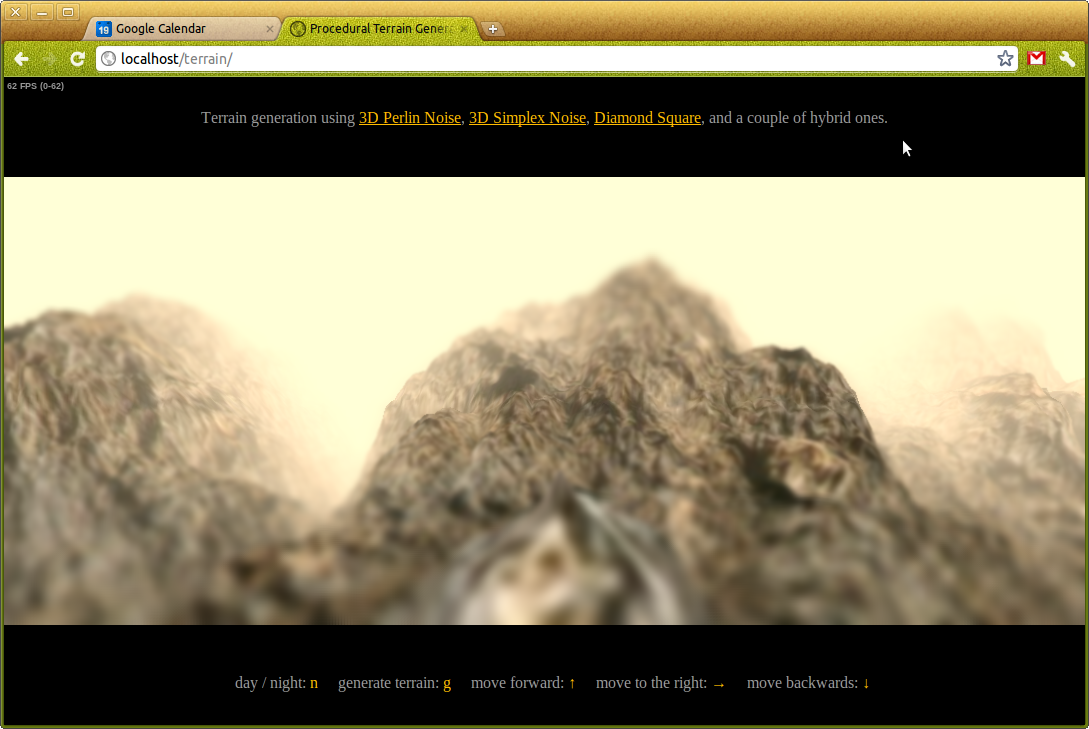 19 Google Calendar Procedural Terrain Genera
localhost/terrain/
62 FPS (0-62)
Terrain generation using 3D Perlin Noise, 3D Simplex Noise, Diamond Square, and a couple of hybrid ones.
day / night: n generate terrain: g move forward: ↑ move to the right: → move backwards: ↓